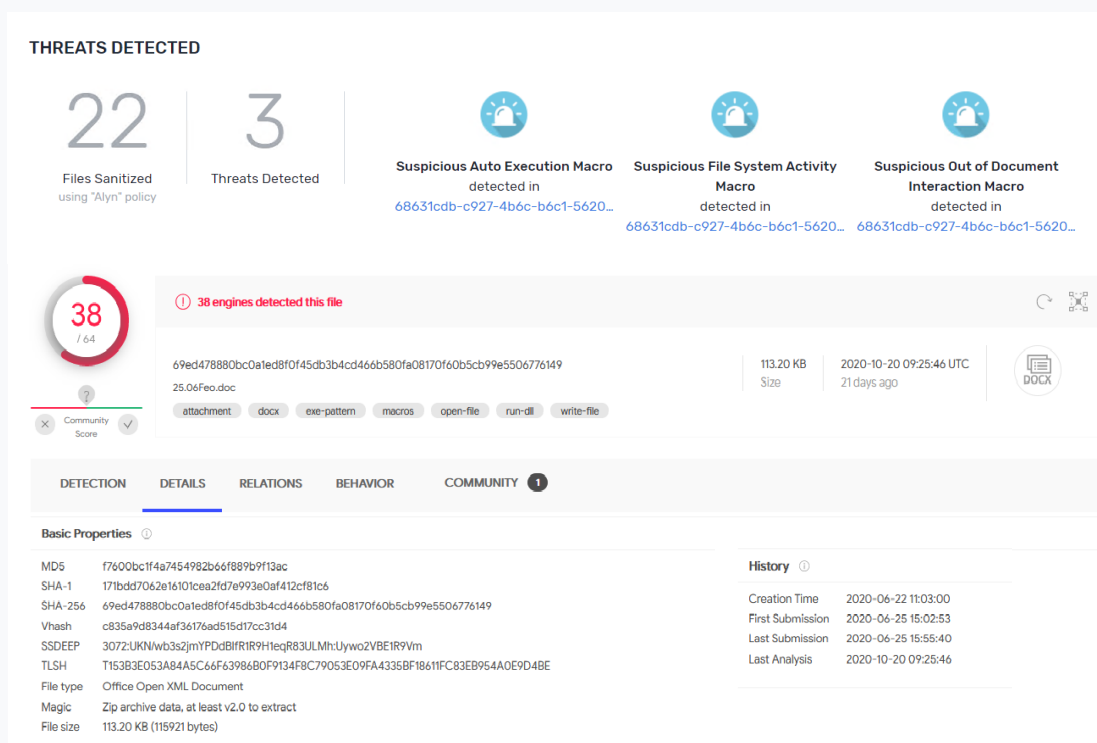 THREATS DETECTED
22
Files Sanitized
using "Alyn" policy
3
Threats Detected
Suspicious Auto Execution Macro
detected in
68631cdb-c927-4b6c-b6c1-5620...
Suspicious File System Activity
Macro
detected in
68631cdb-c927-4b6c-b6c1-5620...
Suspicious Out of Document
Interaction Macro
detected in
68631cdb-c927-4b6c-b6c1-5620...
38
/ 64
?
Community
Score
38 engines detected this file
69ed478880bc0a1ed8f0f45db3b4cd466b580fa08170f60b5cb99e5506776149
25.06Feo.doc
attachment docx exe-pattern macros open-file run-dll write-file
113.20 KB
Size
2020-10-20 09:25:46 UTC
21 days ago
DOCX
DETECTION DETAILS RELATIONS BEHAVIOR COMMUNITY 1
Basic Properties
MD5 f7600bc1f4a7454982b66f889b9f13ac
SHA-1 171bdd7062e16101cea2fd7e993e0af412cf81c6
SHA-256 69ed478880bc0a1ed8f0f45db3b4cd466b580fa08170f60b5cb99e5506776149
Vhash c835a9d8344af36176ad515d17cc31d4
SSDEEP 3072:UKN/wb3s2jmYPDdBIfR1R9H1eqR83ULMh:Uywo2VBE1R9Vm
TLSH T153B3E053A84A5C66F63986B0F9134F8C79053E09FA4335BF18611FC83EB954A0E9D4BE
File type Office Open XML Document
Magic Zip archive data, at least v2.0 to extract
File size 113.20 KB (115921 bytes)
History
Creation Time 2020-06-22 11:03:00
First Submission 2020-06-25 15:02:53
Last Submission 2020-06-25 15:55:40
Last Analysis 2020-10-20 09:25:46